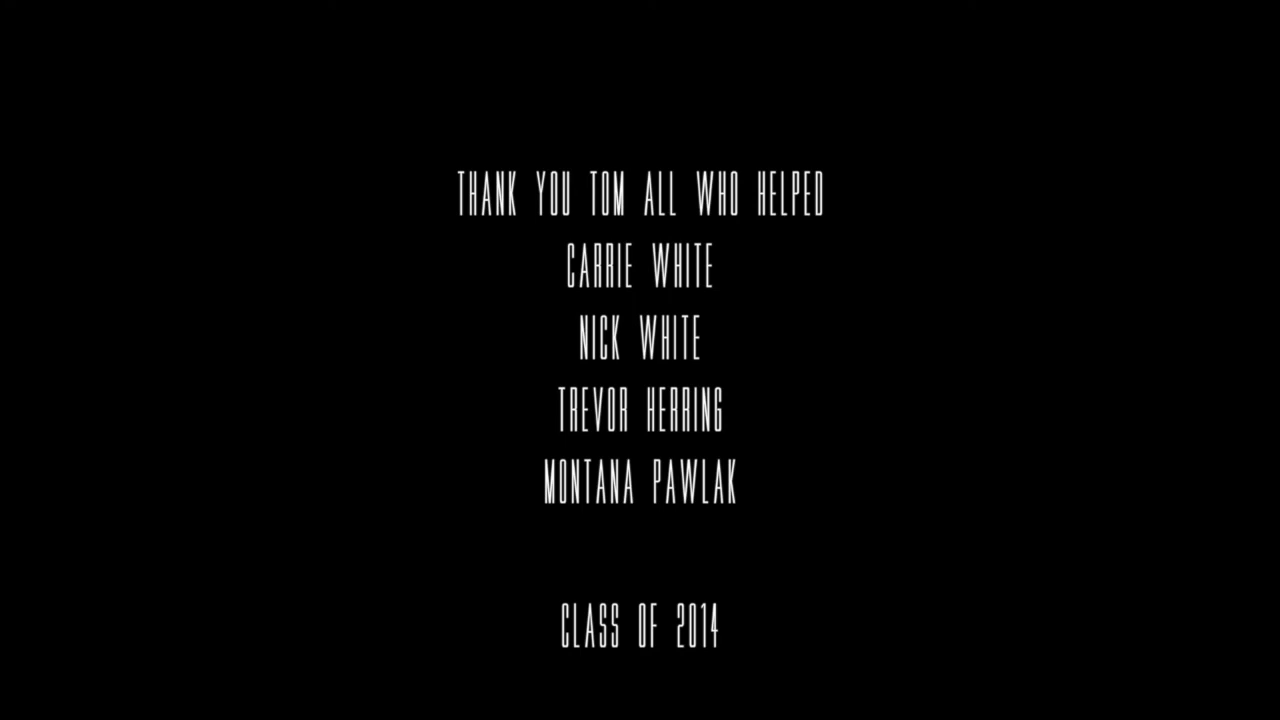 THANK YOU TOM ALL WHO HELPED
CARRIE WHITE
NICK WHITE
TREVOR HERRING
MONTANA PAWLAK
CLASS OF 2014